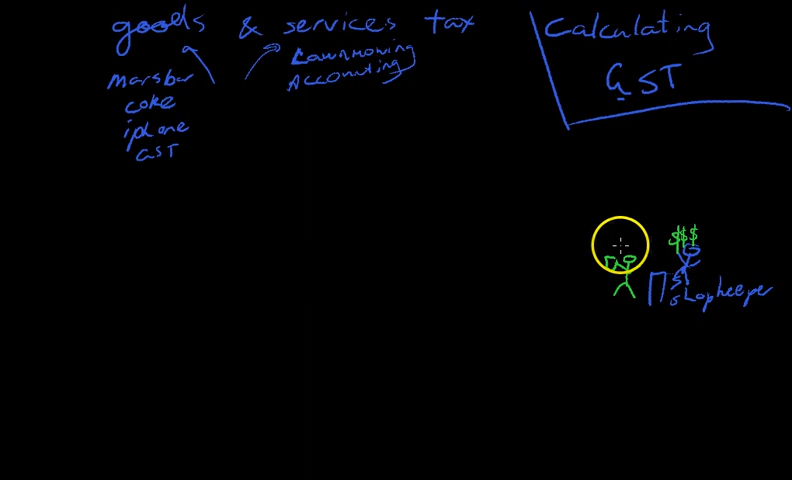 goods & services tax
Lawnmowing
Accounting
marsbar
coke
iphone
GST
Calculating
GST
$$$
shopkeeper